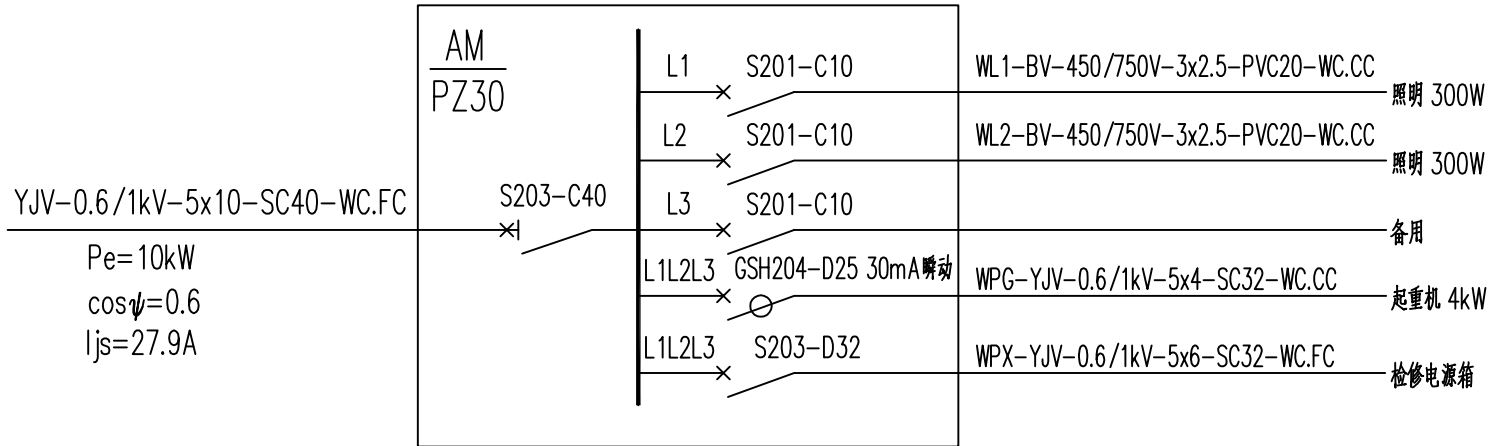 AM
PZ30
YJV-0.6/1kV-5x10-SC40-WC.FC
Pe=10kW
cosψ=0.6
Ijs=27.9A
S203-C40
L1 S201-C10 WL1-BV-450/750V-3x2.5-PVC20-WC.CC 照明 300W
L2 S201-C10 WL2-BV-450/750V-3x2.5-PVC20-WC.CC 照明 300W
L3 S201-C10 备用
L1L2L3 GSH204-D25 30mA瞬动 WPG-YJV-0.6/1kV-5x4-SC32-WC.CC 起重机 4kW
L1L2L3 S203-D32 WPX-YJV-0.6/1kV-5x6-SC32-WC.FC 检修电源箱